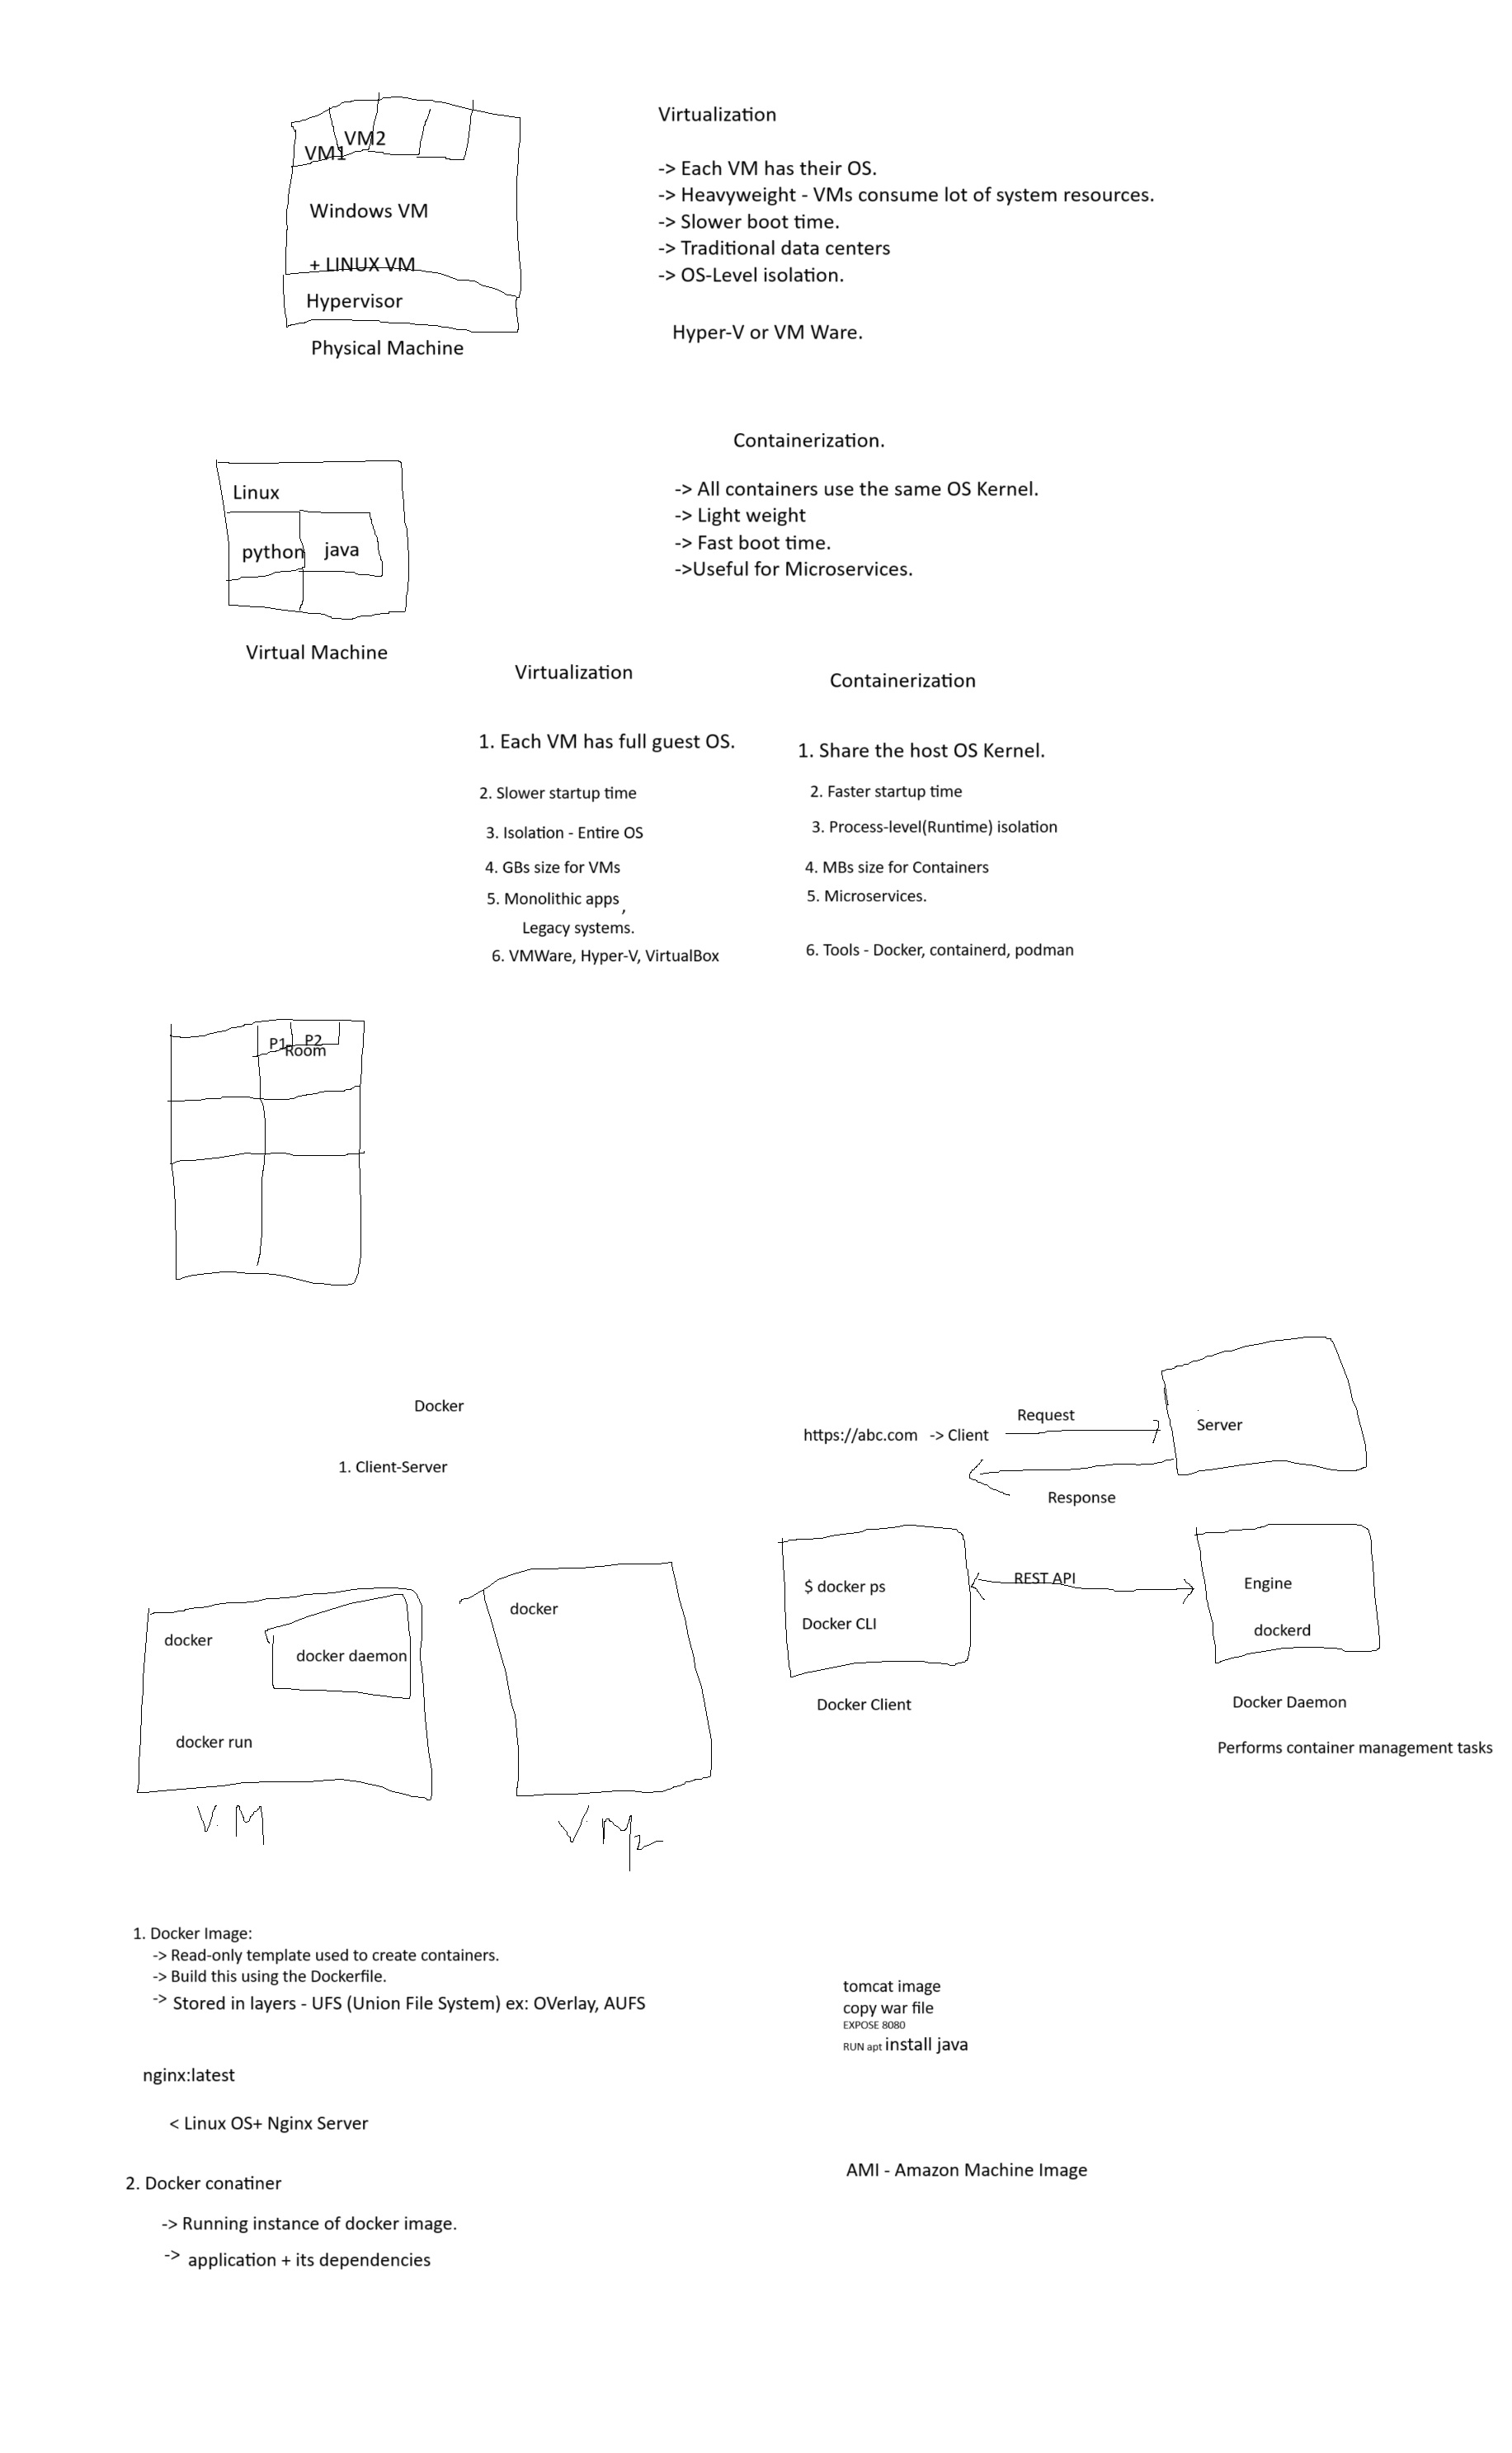 Virtualization
VM2
VM1
-> Each VM has their OS.
-> Heavyweight - VMs consume lot of system resources.
Windows VM
-> Slower boot time.
-> Traditional data centers
+ LINUX VM
-> OS-Level isolation.
Hypervisor
Hyper-V or VM Ware.
Physical Machine
Containerization.
Linux
-> All containers use the same OS Kernel.
-> Light weight
python java
-> Fast boot time.
->Useful for Microservices.
Virtual Machine
Virtualization
Containerization
1. Each VM has full guest OS.
1. Share the host OS Kernel.
2. Slower startup time
2. Faster startup time
3. Isolation - Entire OS
3. Process-level(Runtime) isolation
4. GBs size for VMs
4. MBs size for Containers
5. Monolithic apps ,
5. Microservices.
Legacy systems.
6. VMWare, Hyper-V, VirtualBox
6. Tools - Docker, containerd, podman
P1 P2
Room
Docker
1. Client-Server
https://abc.com -> Client
Request
Server
Response
docker
docker daemon
docker run
VM
docker
VM2
$ docker ps
Docker CLI
Docker Client
REST API
Engine
dockerd
Docker Daemon
Performs container management tasks
1. Docker Image:
-> Read-only template used to create containers.
-> Build this using the Dockerfile.
-> Stored in layers - UFS (Union File System) ex: OVerlay, AUFS
tomcat image
copy war file
EXPOSE 8080
RUN apt install java
nginx:latest
< Linux OS+ Nginx Server
AMI - Amazon Machine Image
2. Docker conatiner
-> Running instance of docker image.
-> application + its dependencies